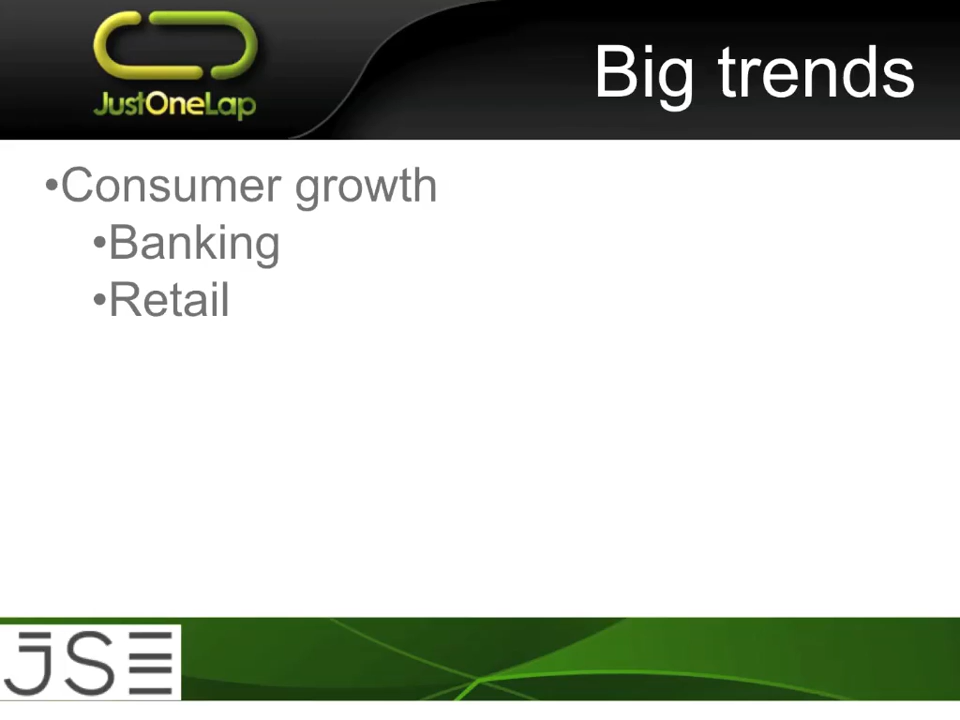 JustOneLap
Big trends
•Consumer growth
•Banking
•Retail
JSE